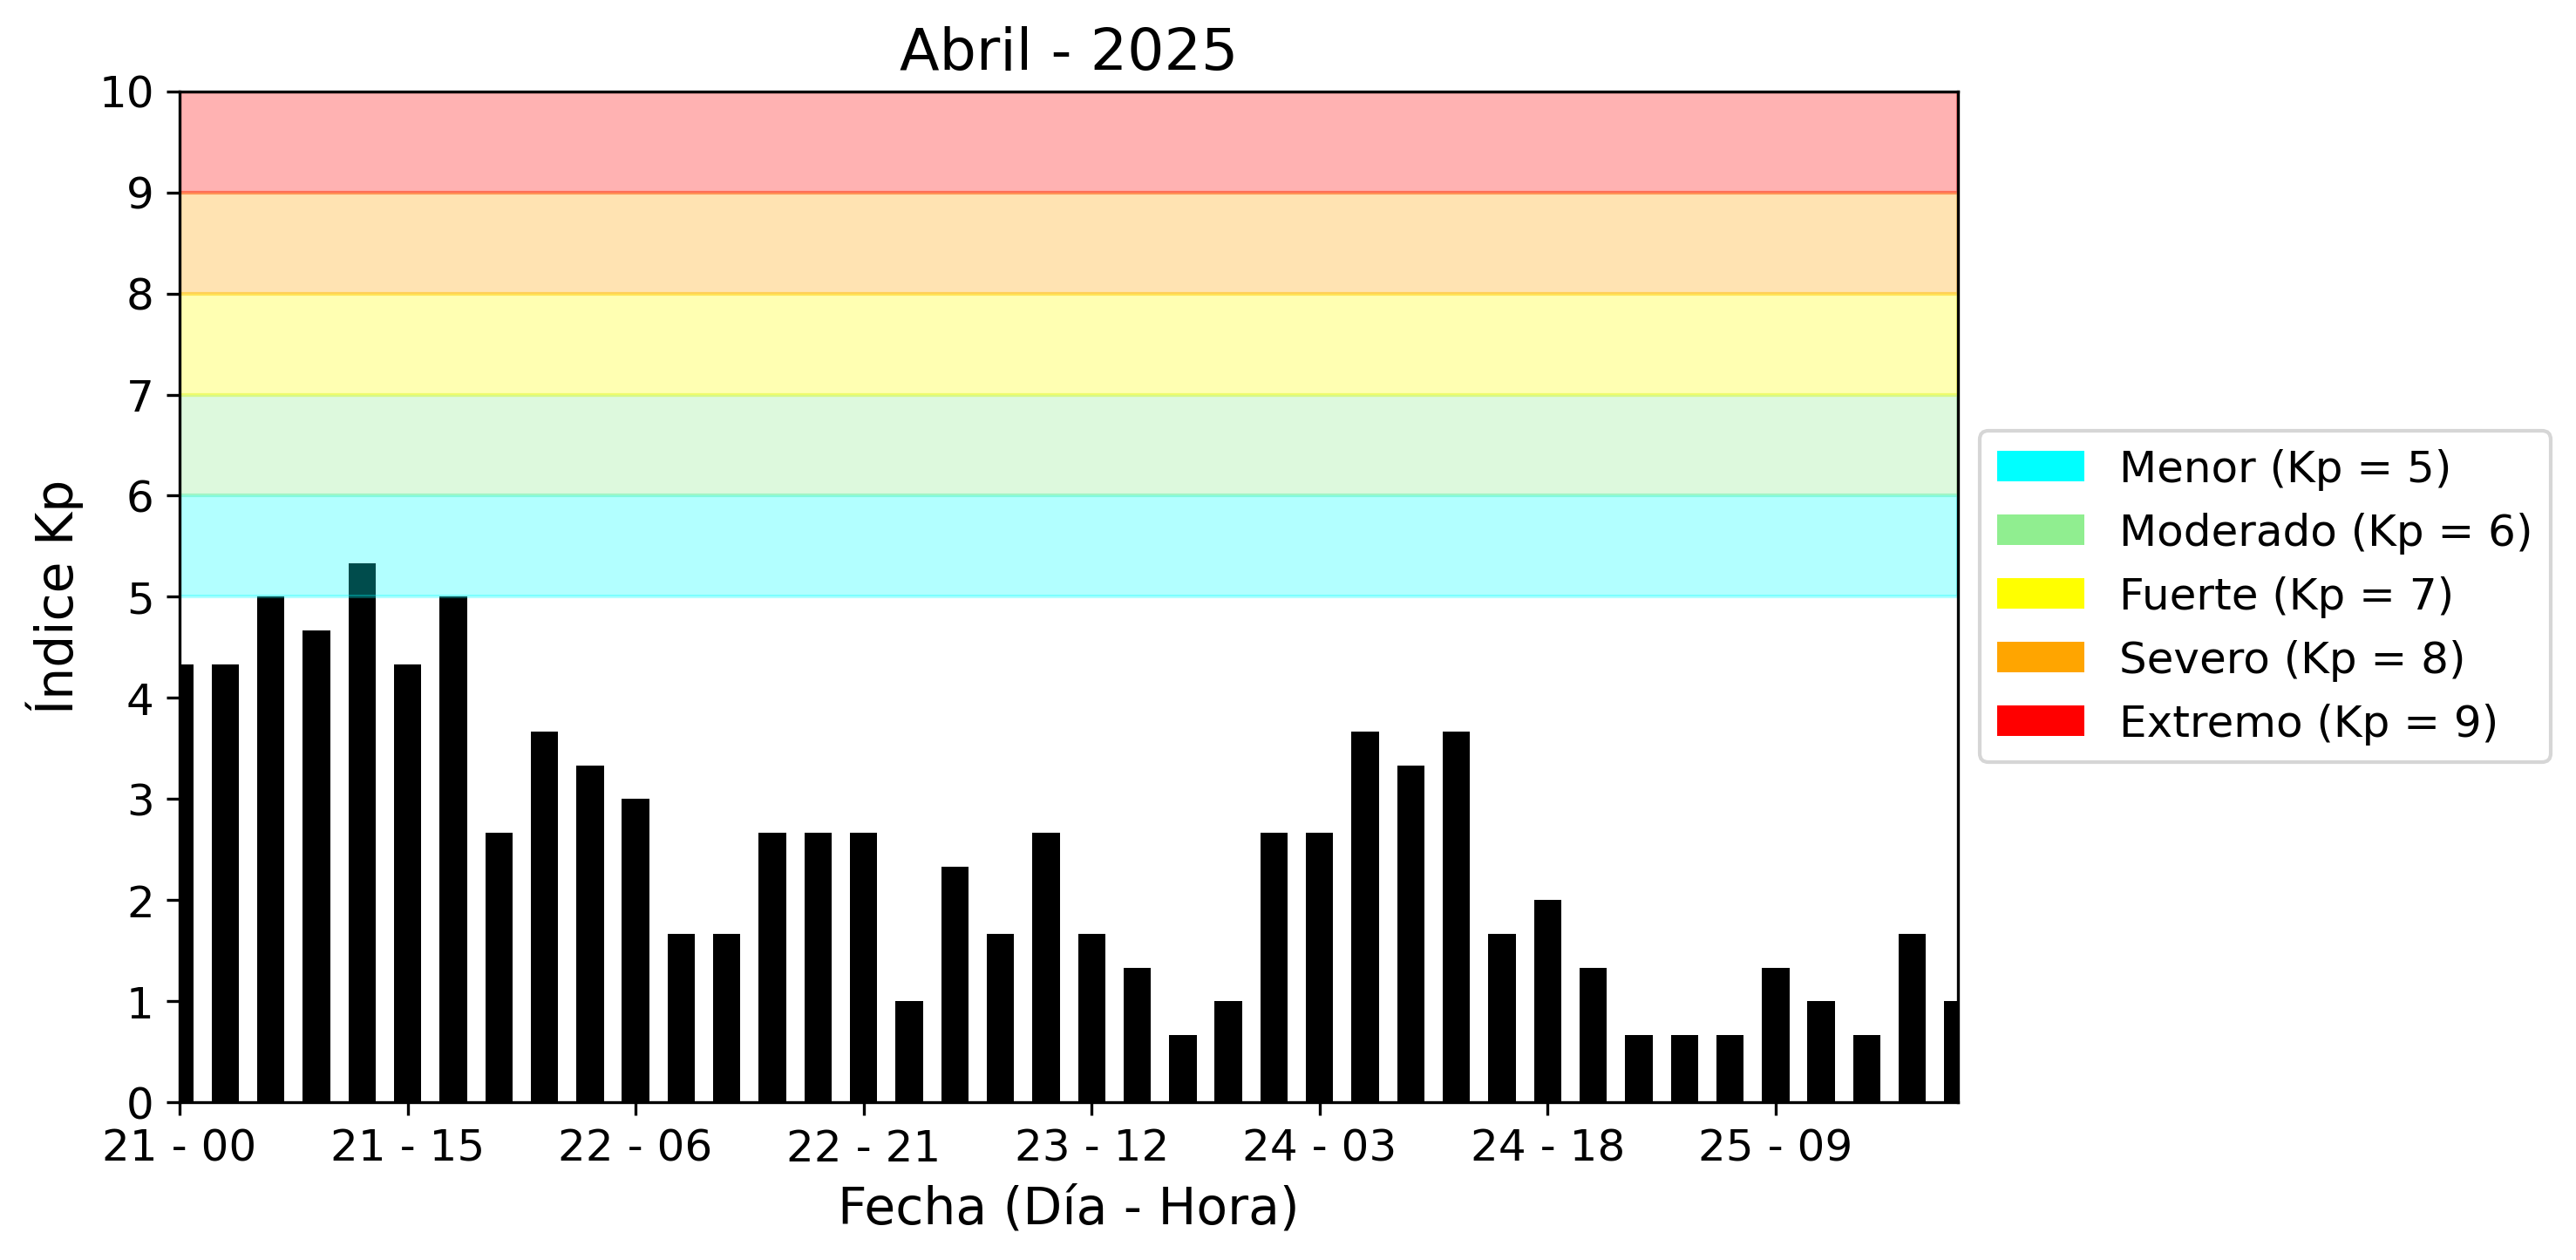 Abril - 2025
10
9
8
7
6
5
4
3
2
1
0
Índice Kp
21 - 00
21 - 15
22 - 06
22 - 21
23 - 12
24 - 03
24 - 18
25 - 09
Fecha (Día - Hora)
Menor (Kp = 5)
Moderado (Kp = 6)
Fuerte (Kp = 7)
Severo (Kp = 8)
Extremo (Kp = 9)